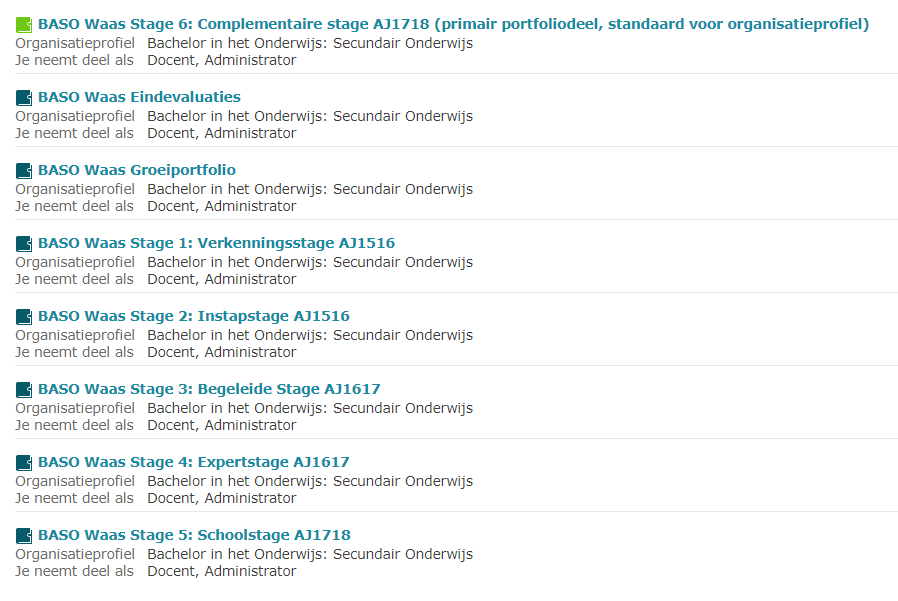 BASO Waas Stage 6: Complementaire stage AJ1718 (primair portfoliodeel, standaard voor organisatieprofiel)
Organisatieprofiel Bachelor in het Onderwijs: Secundair Onderwijs
Je neemt deel als Docent, Administrator
BASO Waas Eindevaluaties
Organisatieprofiel Bachelor in het Onderwijs: Secundair Onderwijs
Je neemt deel als Docent, Administrator
BASO Waas Groeiportfolio
Organisatieprofiel Bachelor in het Onderwijs: Secundair Onderwijs
Je neemt deel als Docent, Administrator
BASO Waas Stage 1: Verkenningsstage AJ1516
Organisatieprofiel Bachelor in het Onderwijs: Secundair Onderwijs
Je neemt deel als Docent, Administrator
BASO Waas Stage 2: Instapstage AJ1516
Organisatieprofiel Bachelor in het Onderwijs: Secundair Onderwijs
Je neemt deel als Docent, Administrator
BASO Waas Stage 3: Begeleide Stage AJ1617
Organisatieprofiel Bachelor in het Onderwijs: Secundair Onderwijs
Je neemt deel als Docent, Administrator
BASO Waas Stage 4: Expertstage AJ1617
Organisatieprofiel Bachelor in het Onderwijs: Secundair Onderwijs
Je neemt deel als Docent, Administrator
BASO Waas Stage 5: Schoolstage AJ1718
Organisatieprofiel Bachelor in het Onderwijs: Secundair Onderwijs
Je neemt deel als Docent, Administrator